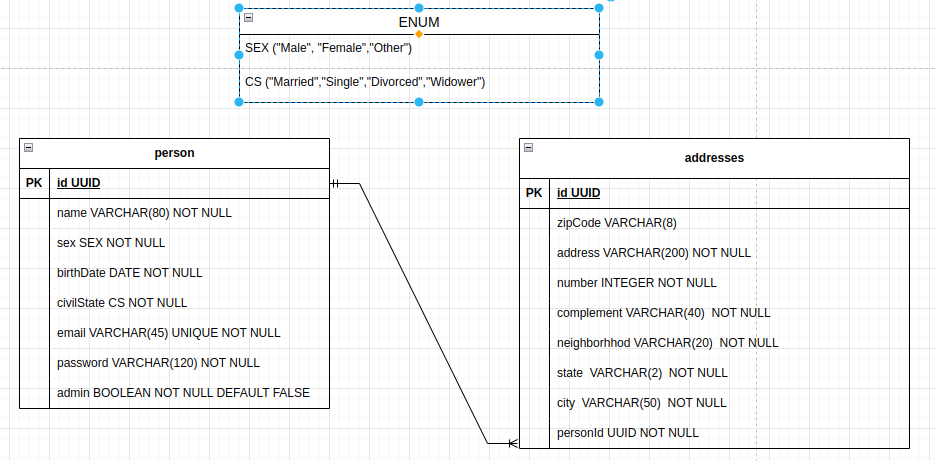 ENUM
SEX ("Male", "Female","Other")
CS ("Married","Single","Divorced","Widower")
person
PK id UUID
name VARCHAR(80) NOT NULL
sex SEX NOT NULL
birthDate DATE NOT NULL
civilState CS NOT NULL
email VARCHAR(45) UNIQUE NOT NULL
password VARCHAR(120) NOT NULL
admin BOOLEAN NOT NULL DEFAULT FALSE
addresses
PK id UUID
zipCode VARCHAR(8)
address VARCHAR(200) NOT NULL
number INTEGER NOT NULL
complement VARCHAR(40) NOT NULL
neighborhhod VARCHAR(20) NOT NULL
state VARCHAR(2) NOT NULL
city VARCHAR(50) NOT NULL
personId UUID NOT NULL